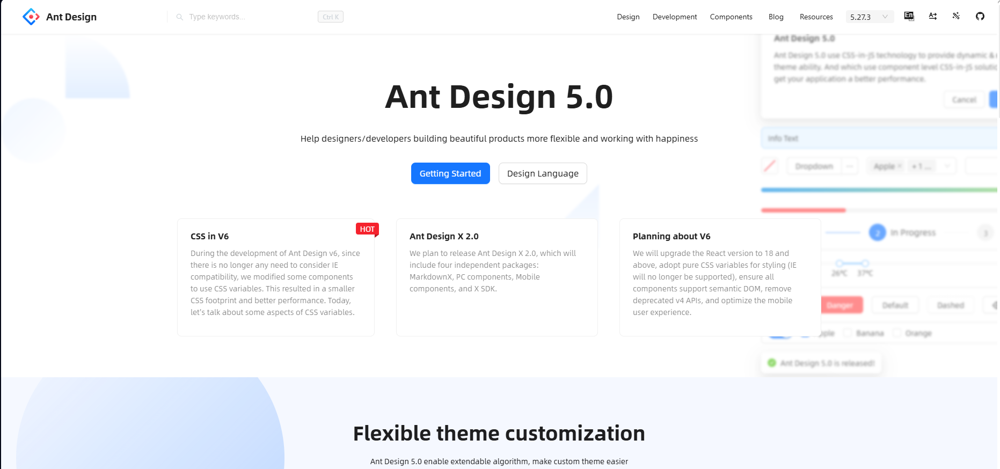 Ant Design
Type keywords...
Ctrl K
Design
Development
Components
Blog
Resources
5.27.3
En
Ant Design 5.0
Ant Design 5.0 use CSS-in-JS technology to provide dynamic &
theme ability. And which use component level CSS-in-JS
get your application a better performance.
Cancel
Ant Design 5.0
Help designers/developers building beautiful products more flexible and working with happiness
Getting Started
Design Language
info Text
Dropdown
Apple ×
+ 1 ...
CSS in V6
HOT
During the development of Ant Design v6, since
there is no longer any need to consider IE
compatibility, we modified some components
to use CSS variables. This resulted in a smaller
CSS footprint and better performance. Today,
let's talk about some aspects of CSS variables.
Ant Design X 2.0
We plan to release Ant Design X 2.0, which will
include four independent packages:
MarkdownX, PC components, Mobile
components, and X SDK.
Planning about V6
We will upgrade the React version to 18 and
above, adopt pure CSS variables for styling (IE
will no longer be supported), ensure all
components support semantic DOM, remove
deprecated v4 APIs, and optimize the mobile
user experience.
2
In Progress
3
26°C
37°C
Danger
Default
Dashed
Banana
Orange
Ant Design 5.0 is released!
Flexible theme customization
Ant Design 5.0 enable extendable algorithm, make custom theme easier